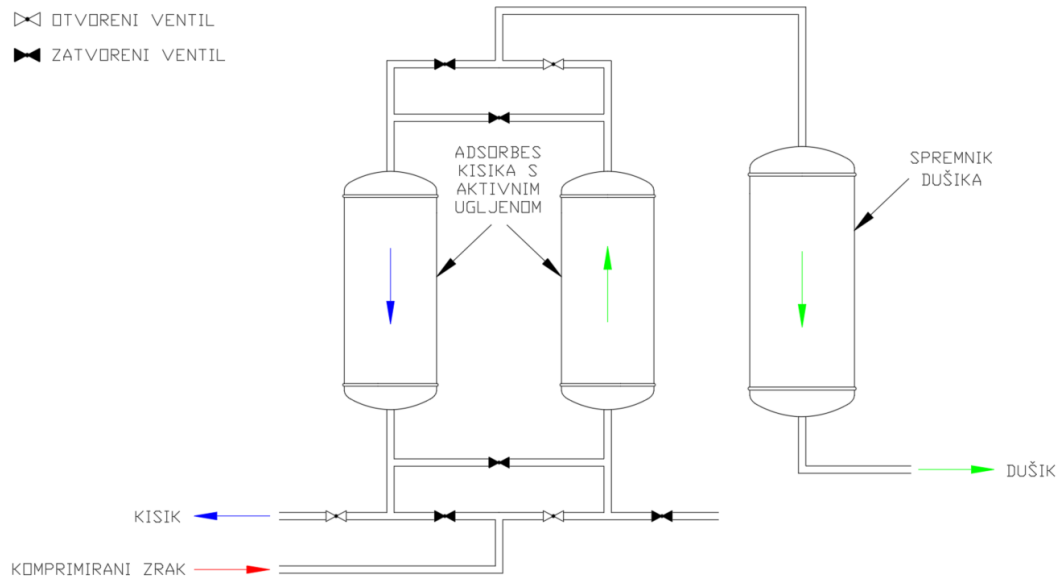 OTVORENI VENTIL
ZATVORENI VENTIL
ADSORBES
KISIKA S
AKTIVNIM
UGLJENOM
SPREMNIK
DUŠIKA
DUŠIK
KISIK
KOMPRIMIRANI ZRAK